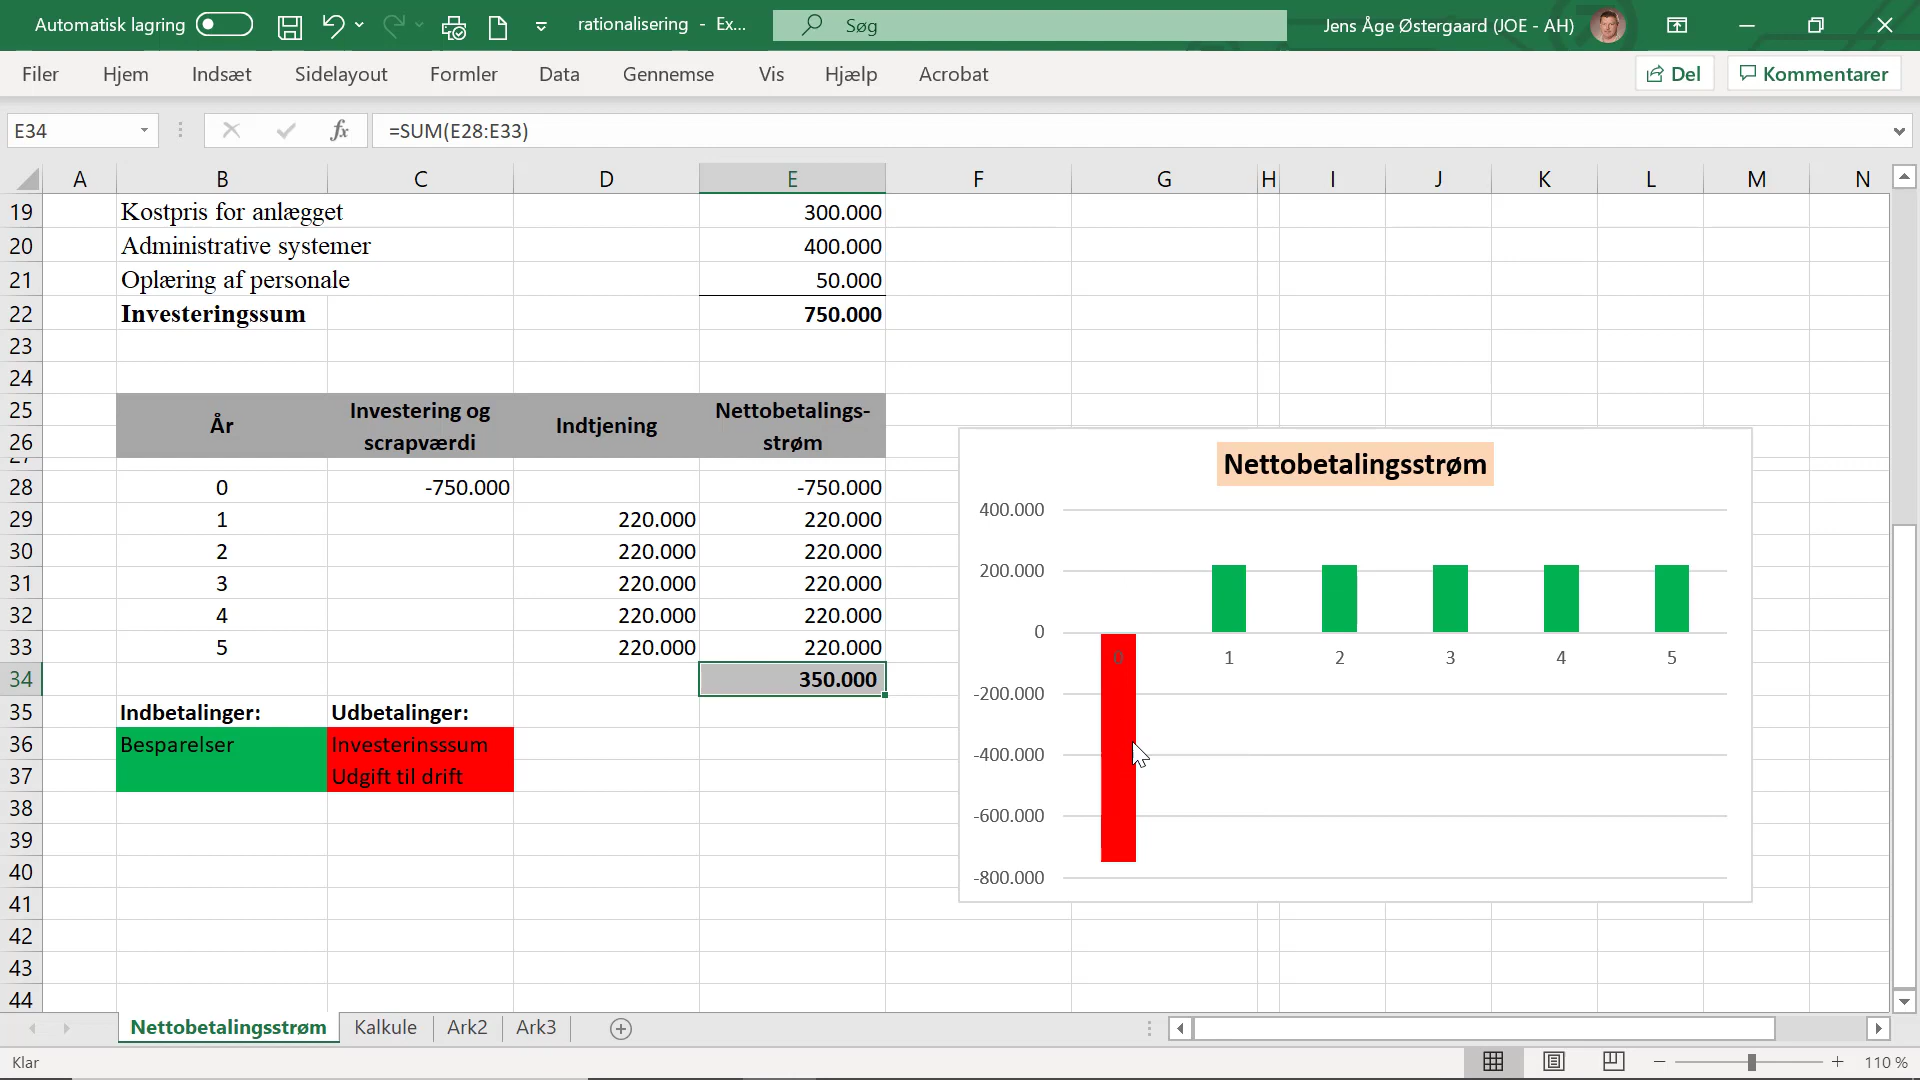 Automatisk lagring
rationalisering - Ex...
Søg
Jens Åge Østergaard (JOE - AH)
Filer Hjem Indsæt Sidelayout Formler Data Gennemse Vis Hjælp Acrobat Del Kommentarer
E34 fx =SUM(E28:E33)
A B C D E F G H I J K L M N
19 Kostpris for anlægget 300.000
20 Administrative systemer 400.000
21 Oplæring af personale 50.000
22 Investeringssum 750.000
23
24
25 År Investering og Indtjening Nettobetalings-
26 scrapværdi strøm
27
28 0 -750.000 -750.000
29 1 220.000 220.000
30 2 220.000 220.000
31 3 220.000 220.000
32 4 220.000 220.000
33 5 220.000 220.000
34 350.000
35 Indbetalinger: Udbetalinger:
36 Besparelser Investerinsssum
37 Udgift til drift
38
39
40
41
42
43
44
Nettobetalingsstrøm
400.000
200.000
0
0 1 2 3 4 5
-200.000
-400.000
-600.000
-800.000
Nettobetalingsstrøm Kalkule Ark2 Ark3
Klar
110 %